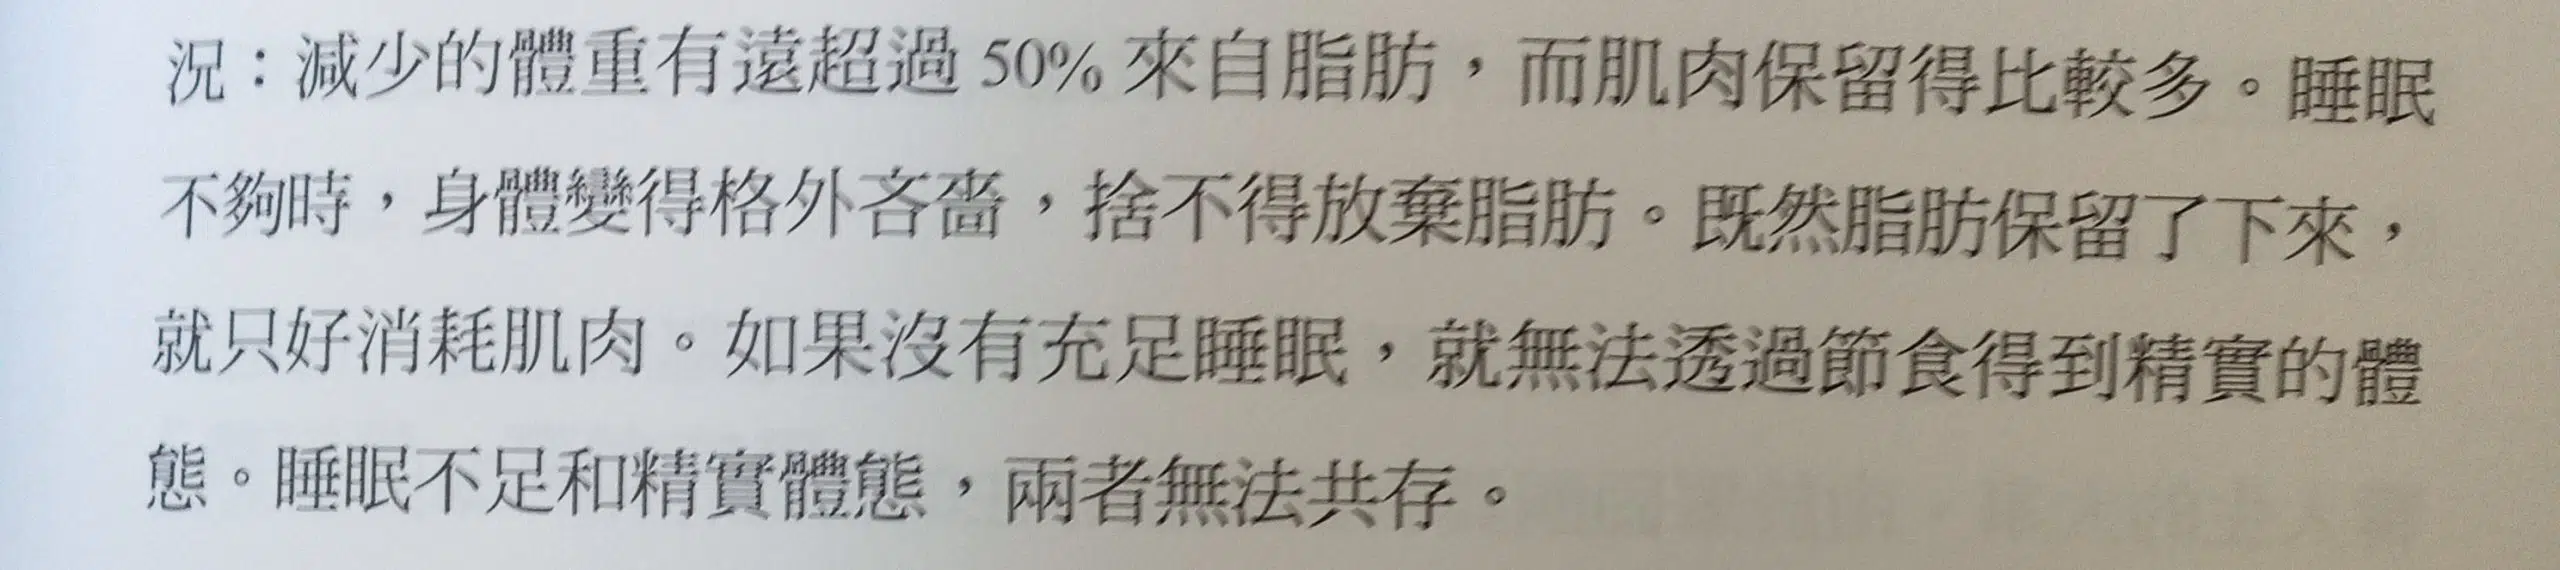 況：減少的體重有遠超過 50% 來自脂肪，而肌肉保留得比較多。睡眠
不夠時，身體變得格外吝嗇，捨不得放棄脂肪。既然脂肪保留了下來，
就只好消耗肌肉。如果沒有充足睡眠，就無法透過節食得到精實的體
態。睡眠不足和精實體態，兩者無法共存。